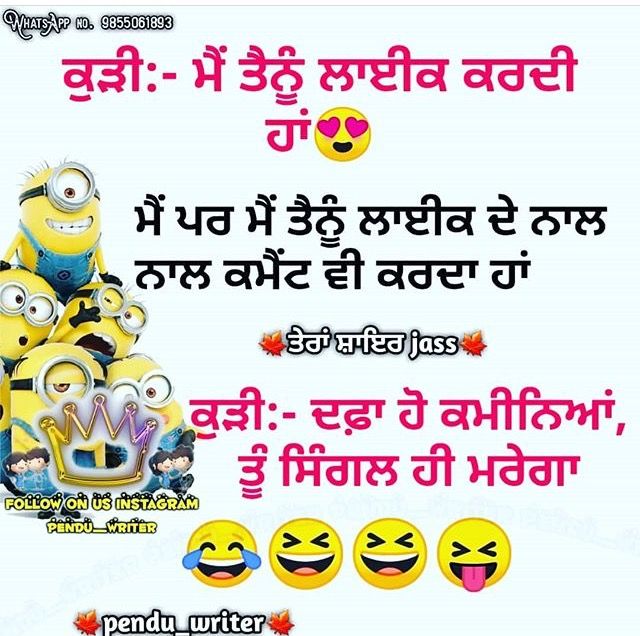 WHATSAPP NO. 9855061893
ਕੁੜੀ:- ਮੈਂ ਤੈਨੂੰ ਲਾਈਕ ਕਰਦੀ
ਹਾਂ😍
ਮੈਂ ਪਰ ਮੈਂ ਤੈਨੂੰ ਲਾਈਕ ਦੇ ਨਾਲ
ਨਾਲ ਕਮੈਂਟ ਵੀ ਕਰਦਾ ਹਾਂ
🍁ਤੇਰਾਂ ਸ਼ਾਇਰ jass🍁
ਕੁੜੀ:- ਦਫ਼ਾ ਹੋ ਕਮੀਨਿਆਂ,
ਤੂੰ ਸਿੰਗਲ ਹੀ ਮਰੇਗਾ
FOLLOW ON US INSTAGRAM
PENDU_WRITER
😂😆😆😝
🍁pendu_writer🍁